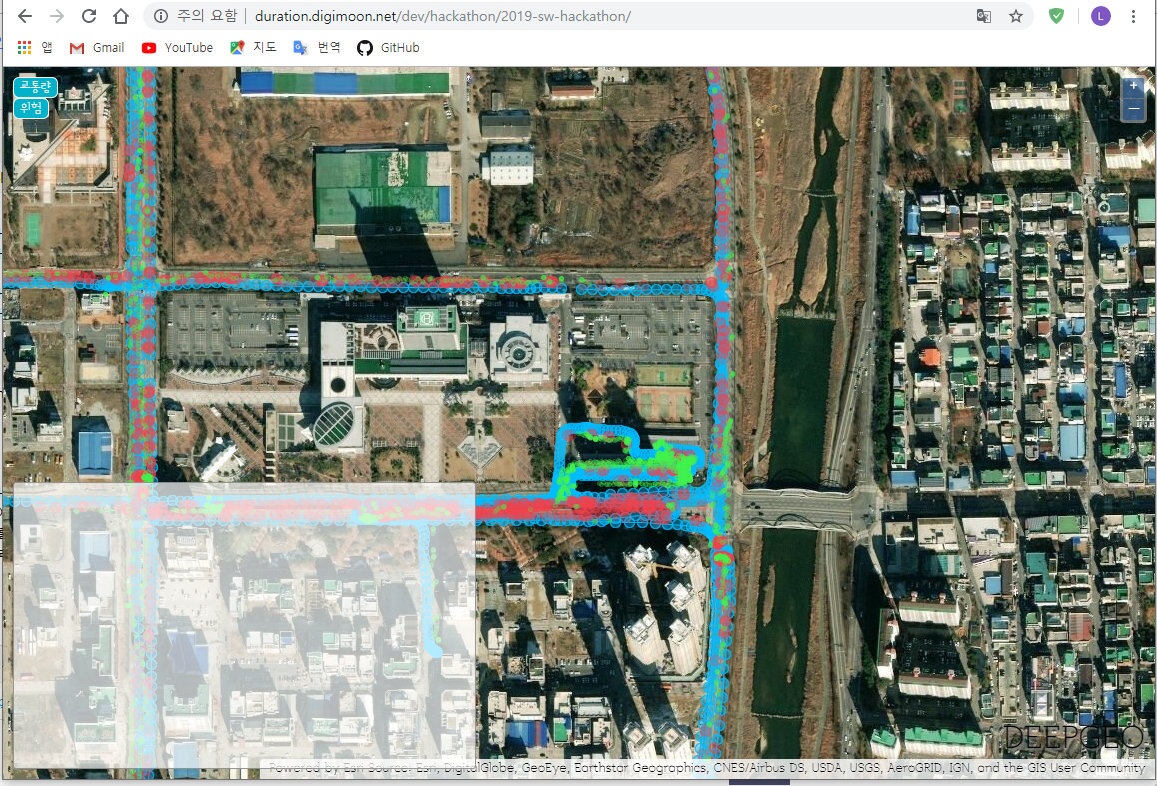 주의 요함 duration.digimoon.net/dev/hackathon/2019-sw-hackathon/ L
앱 Gmail YouTube 지도 번역 GitHub
교통량
위험
+
−
DEEPGEO
Powered by Esri Source: Esri, DigitalGlobe, GeoEye, Earthstar Geographics, CNES/Airbus DS, USDA, USGS, AeroGRID, IGN, and the GIS User Community